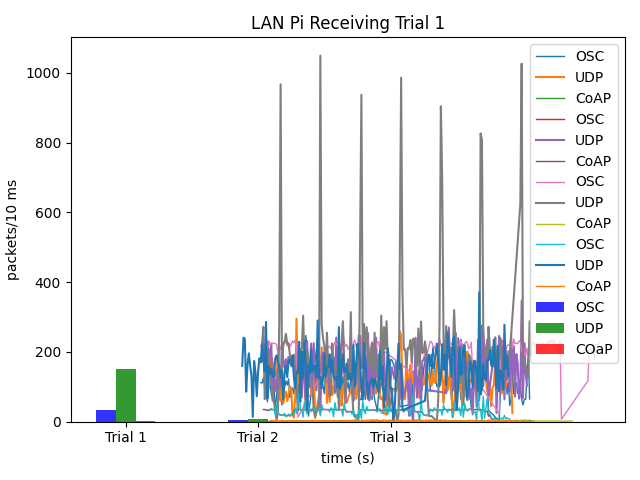 LAN Pi Receiving Trial 1
packets/10 ms
1000
800
600
400
200
0
Trial 1
Trial 2
Trial 3
time (s)
OSC
UDP
CoAP
OSC
UDP
CoAP
OSC
UDP
CoAP
OSC
UDP
CoAP
OSC
UDP
COaP